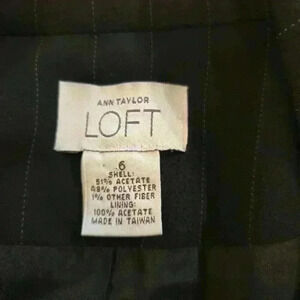 ANN TAYLOR
LOFT
6
SHELL:
51% ACETATE
48% POLYESTER
1% OTHER FIBER
LINING:
100% ACETATE
MADE IN TAIWAN